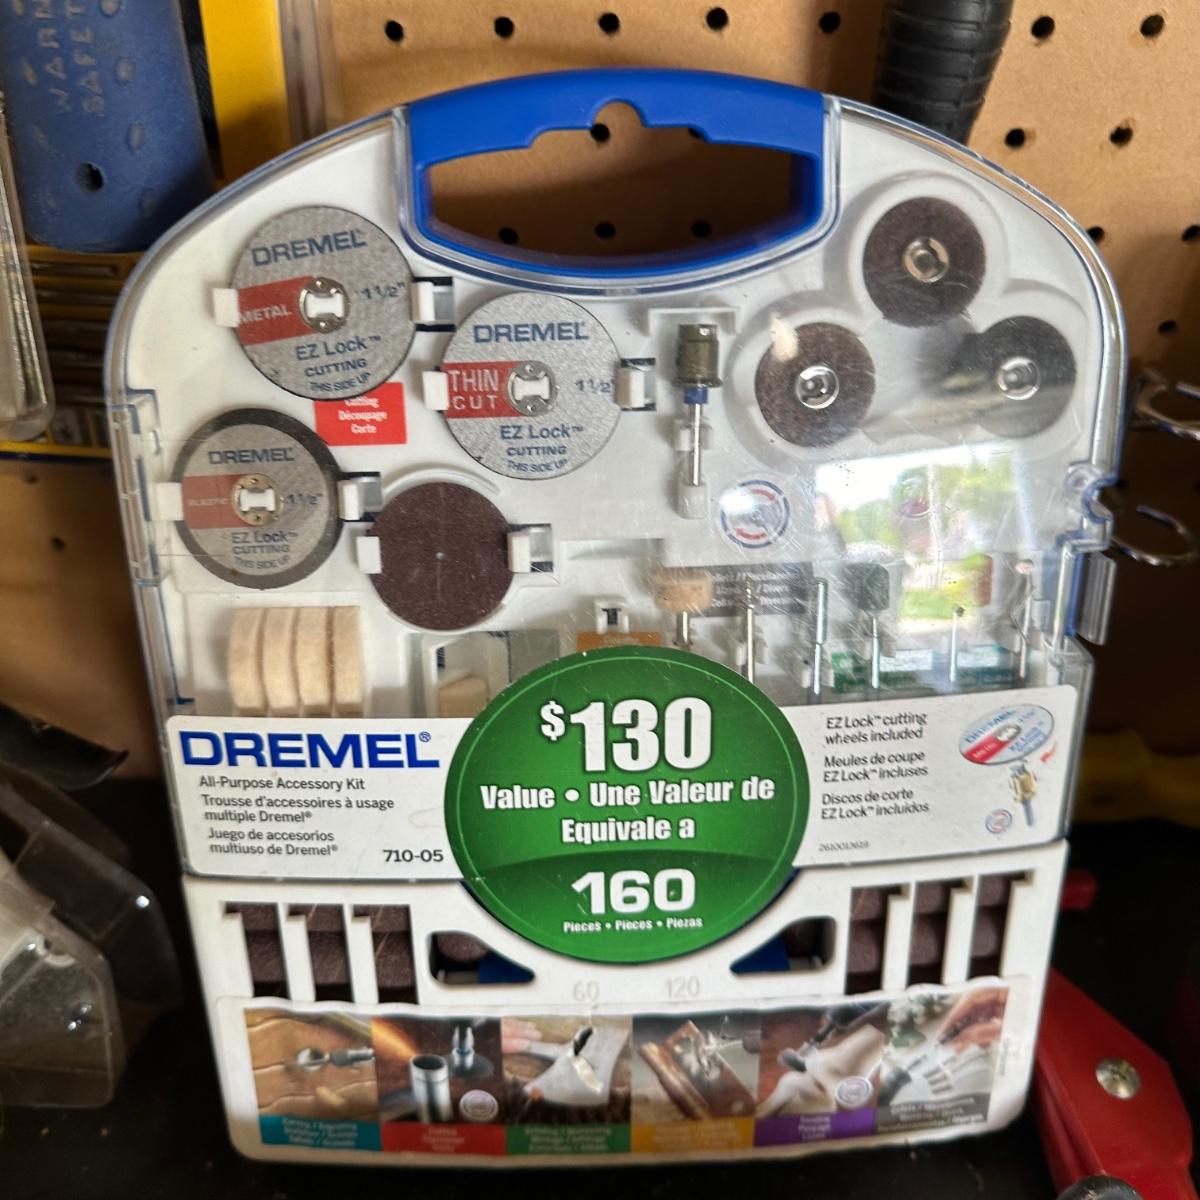 WARN
SAFET
DREMEL
METAL
1 1/2"
EZ Lock™
CUTTING
THIS SIDE UP
DREMEL
THIN
CUT
1 1/2"
EZ Lock™
CUTTING
THIS SIDE UP
Cutting
Découpage
Corte
DREMEL
PLASTIC
1 1/2"
EZ Lock™
CUTTING
THIS SIDE UP
DREMEL®
All-Purpose Accessory Kit
Trousse d'accessoires à usage
multiple Dremel®
Juego de accesorios
multiuso de Dremel®
710-05
$130
Value • Une Valeur de
Equivale a
160
Pieces • Pieces • Piezas
EZ Lock™ cutting
wheels included
Meules de coupe
EZ Lock™ incluses
Discos de corte
EZ Lock™ incluidos
2610013619
DREMEL
60
120